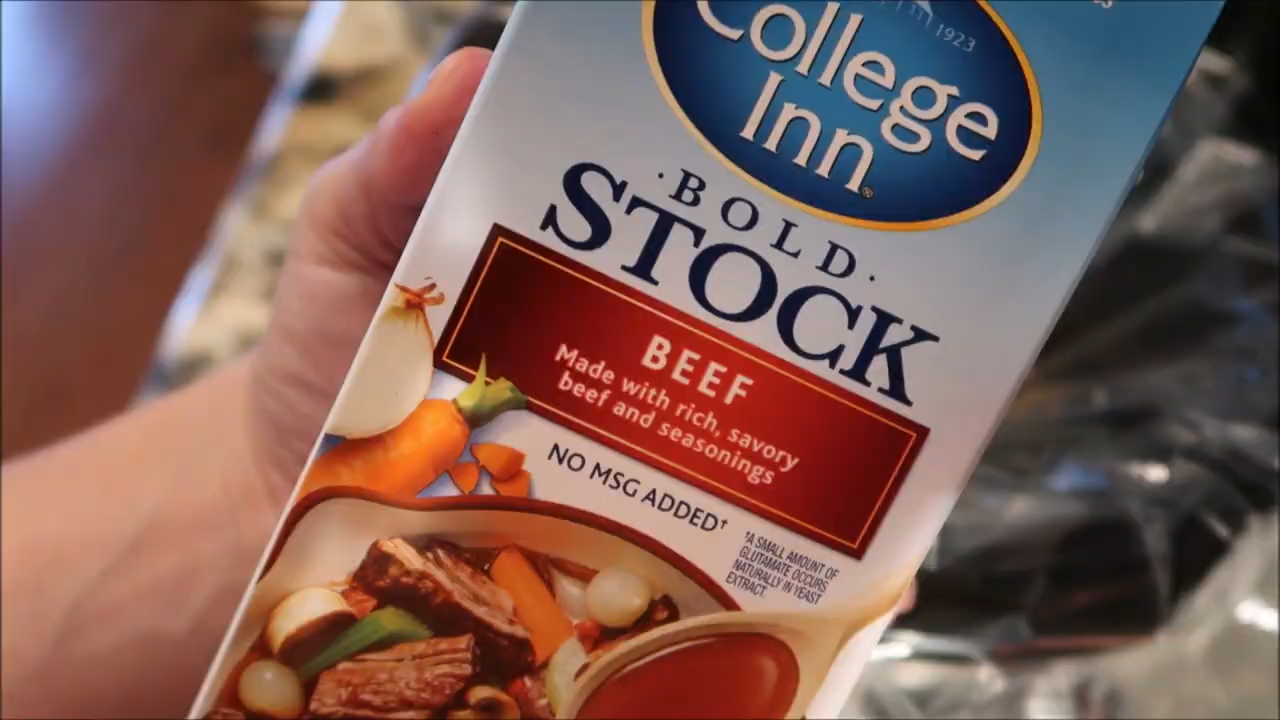 1923
College
Inn®
·BOLD·
STOCK
BEEF
Made with rich, savory
beef and seasonings
NO MSG ADDED†
†A SMALL AMOUNT OF
GLUTAMATE OCCURS
NATURALLY IN YEAST
EXTRACT.